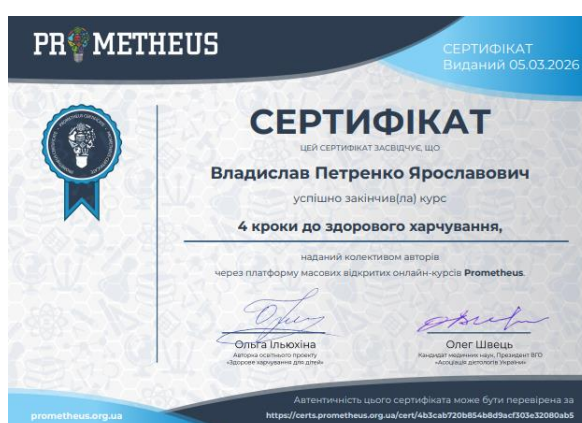 PROMETHEUS
СЕРТИФІКАТ
Виданий 05.03.2026
СЕРТИФІКАТ
ЦЕЙ СЕРТИФІКАТ ЗАСВІДЧУЄ, ЩО
Владислав Петренко Ярославович
успішно закінчив(ла) курс
4 кроки до здорового харчування,
наданий колективом авторів
через платформу масових відкритих онлайн-курсів Prometheus.
Ольга Ільюхіна
Авторка освітнього проекту
«Здорове харчування для дітей»
Олег Швець
Кандидат медичних наук, Президент ВГО
«Асоціація дієтологів України»
Автентичність цього сертифіката може бути перевірена за
prometheus.org.ua
https://certs.prometheus.org.ua/cert/4b3cab720b854b8d9acf303e32080ab5